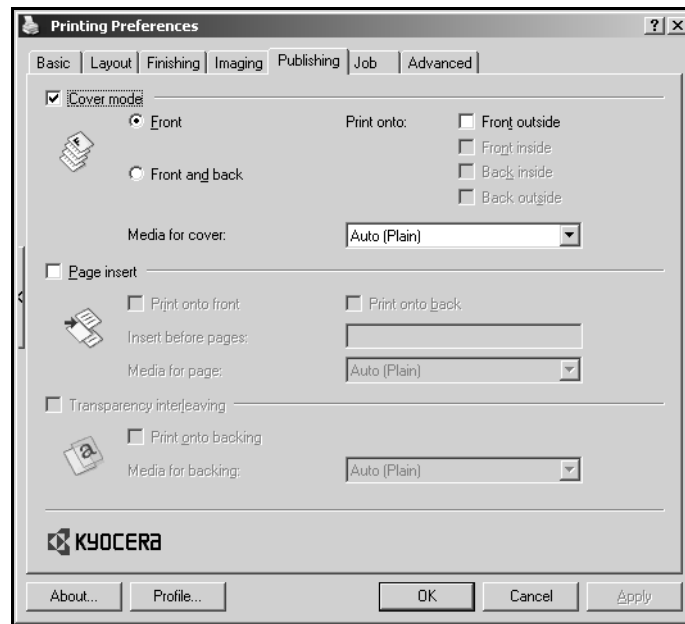 Printing Preferences
Basic Layout Finishing Imaging Publishing Job Advanced
Cover mode
Front Print onto: Front outside
Front inside
Front and back Back inside
Back outside
Media for cover: Auto (Plain)
Page insert
Print onto front Print onto back
Insert before pages:
Media for page: Auto (Plain)
Transparency interleaving
Print onto backing
Media for backing: Auto (Plain)
KYOCERA
About... Profile... OK Cancel Apply